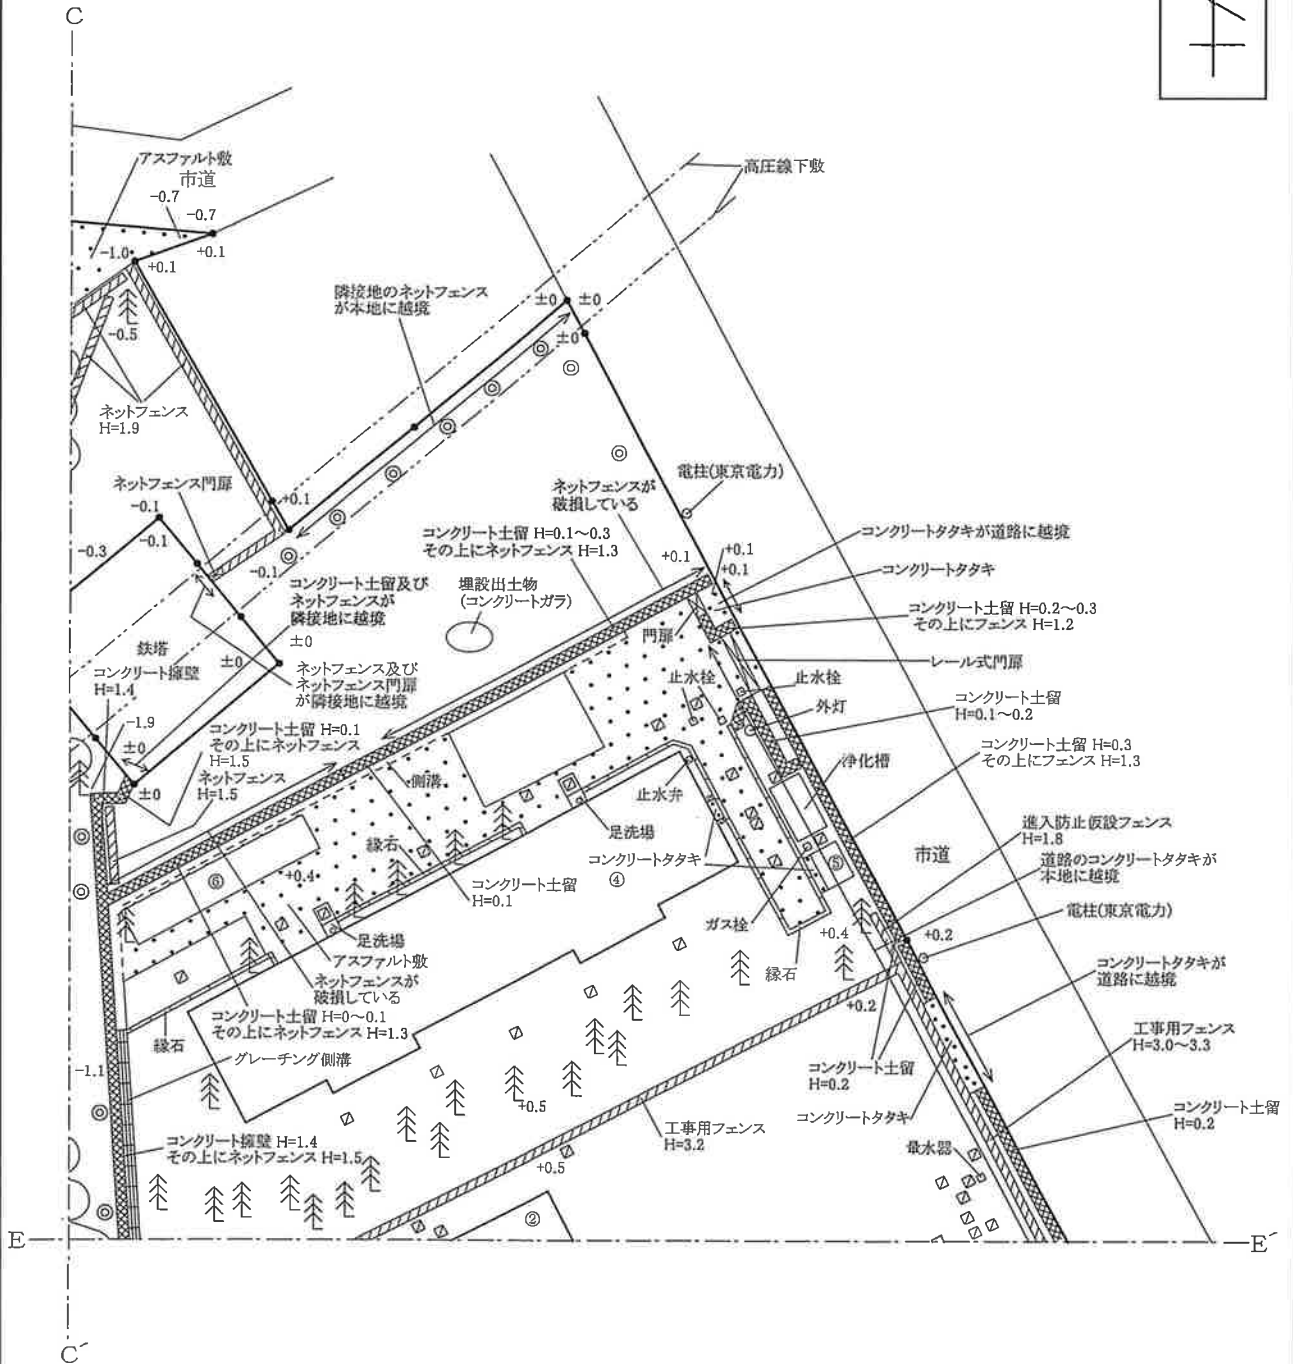 C
アスファルト敷
市道
-0.7
-0.7
-1.0
+0.1
+0.1
-0.5
高圧線下敷
隣接地のネットフェンス
が本地に越境
±0
±0
±0
ネットフェンス
H=1.9
ネットフェンス門扉
-0.1
-0.1
-0.3
+0.1
-0.1
電柱(東京電力)
ネットフェンスが
破損している
コンクリート土留 H=0.1～0.3
その上にネットフェンス H=1.3
+0.1
+0.1
+0.1
コンクリートタタキが道路に越境
コンクリートタタキ
コンクリート土留 H=0.2～0.3
その上にフェンス H=1.2
コンクリート土留及び
ネットフェンスが
隣接地に越境
埋設出土物
(コンクリートガラ)
門扉
レール式門扉
±0
±0
鉄塔
コンクリート擁壁
H=1.4
ネットフェンス及び
ネットフェンス門扉
が隣接地に越境
止水栓
止水栓
外灯
コンクリート土留
H=0.1～0.2
-1.9
±0
±0
コンクリート土留 H=0.1
その上にネットフェンス
H=1.5
ネットフェンス
H=1.5
コンクリート土留 H=0.3
その上にフェンス H=1.3
浄化槽
側溝
止水弁
足洗場
縁石
コンクリートタタキ
進入防止仮設フェンス
H=1.8
市道
道路のコンクリートタタキが
本地に越境
⑥
+0.4
④
⑤
コンクリート土留
H=0.1
電柱(東京電力)
ガス栓
+0.4
+0.2
足洗場
アスファルト敷
縁石
コンクリートタタキが
道路に越境
ネットフェンスが
破損している
コンクリート土留 H=0～0.1
その上にネットフェンス H=1.3
+0.2
工事用フェンス
H=3.0～3.3
縁石
グレーチング側溝
-1.1
コンクリート土留
H=0.2
コンクリートタタキ
+0.5
コンクリート土留
H=0.2
工事用フェンス
H=3.2
コンクリート擁壁 H=1.4
その上にネットフェンス H=1.5
量水器
+0.5
②
E
E´
C´